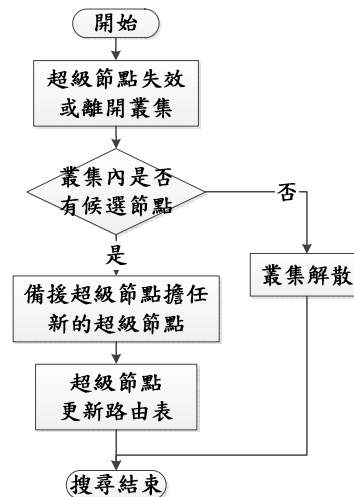 開始
超級節點失效
或離開叢集
叢集內是否
有候選節點
否
是
備援超級節點擔任
新的超級節點
叢集解散
超級節點
更新路由表
搜尋結束